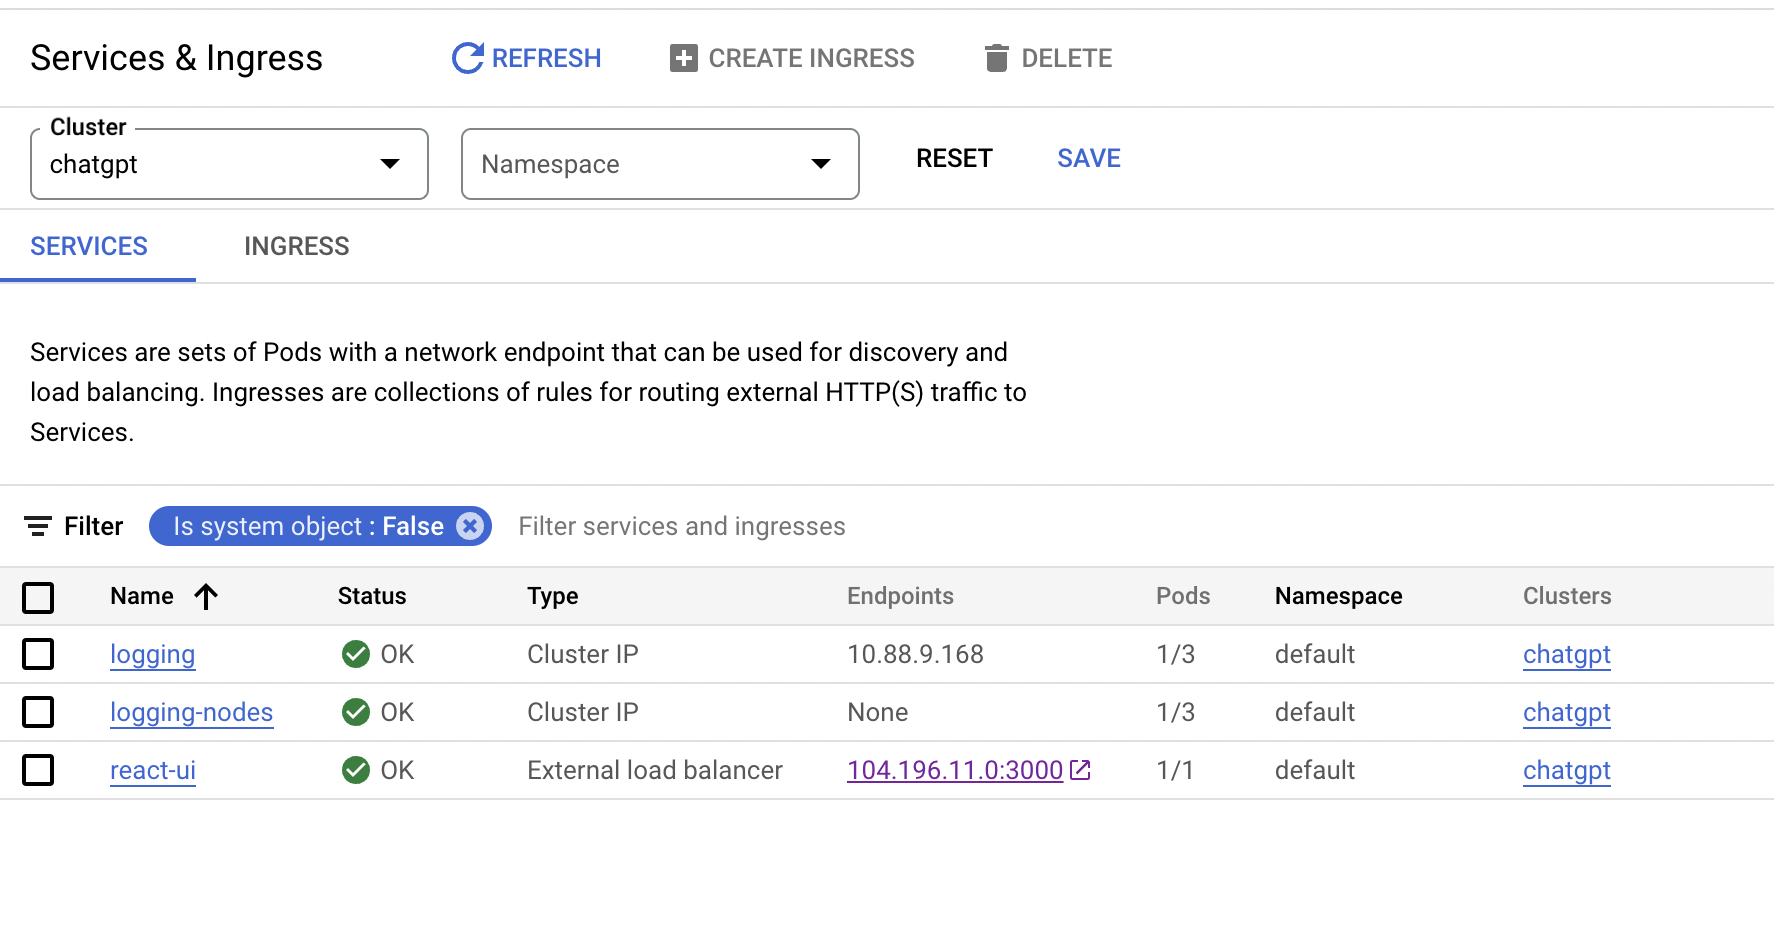 Services & Ingress REFRESH CREATE INGRESS DELETE
Cluster
chatgpt Namespace RESET SAVE
SERVICES INGRESS
Services are sets of Pods with a network endpoint that can be used for discovery and
load balancing. Ingresses are collections of rules for routing external HTTP(S) traffic to
Services.
Filter Is system object : False Filter services and ingresses
Name Status Type Endpoints Pods Namespace Clusters
logging OK Cluster IP 10.88.9.168 1/3 default chatgpt
logging-nodes OK Cluster IP None 1/3 default chatgpt
react-ui OK External load balancer 104.196.11.0:3000 1/1 default chatgpt